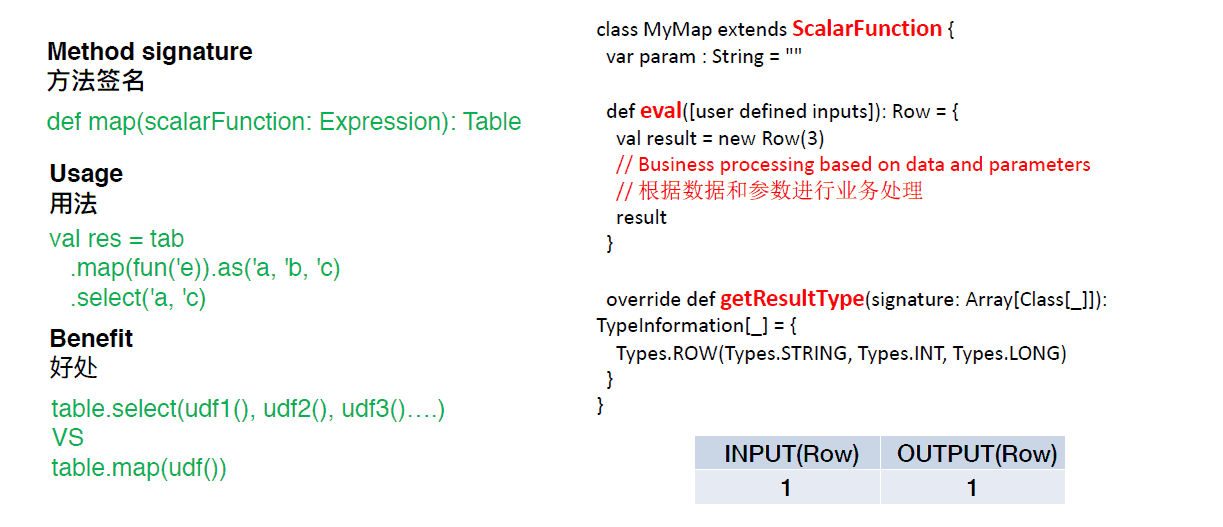 Method signature
方法签名
def map(scalarFunction: Expression): Table
Usage
用法
val res = tab
.map(fun('e)).as('a, 'b, 'c)
.select('a, 'c)
Benefit
好处
table.select(udf1(), udf2(), udf3()….)
VS
table.map(udf())
class MyMap extends ScalarFunction {
var param : String = ""
def eval([user defined inputs]): Row = {
val result = new Row(3)
// Business processing based on data and parameters
// 根据数据和参数进行业务处理
result
}
override def getResultType(signature: Array[Class[_]]):
TypeInformation[_] = {
Types.ROW(Types.STRING, Types.INT, Types.LONG)
}
}
INPUT(Row) OUTPUT(Row)
1 1